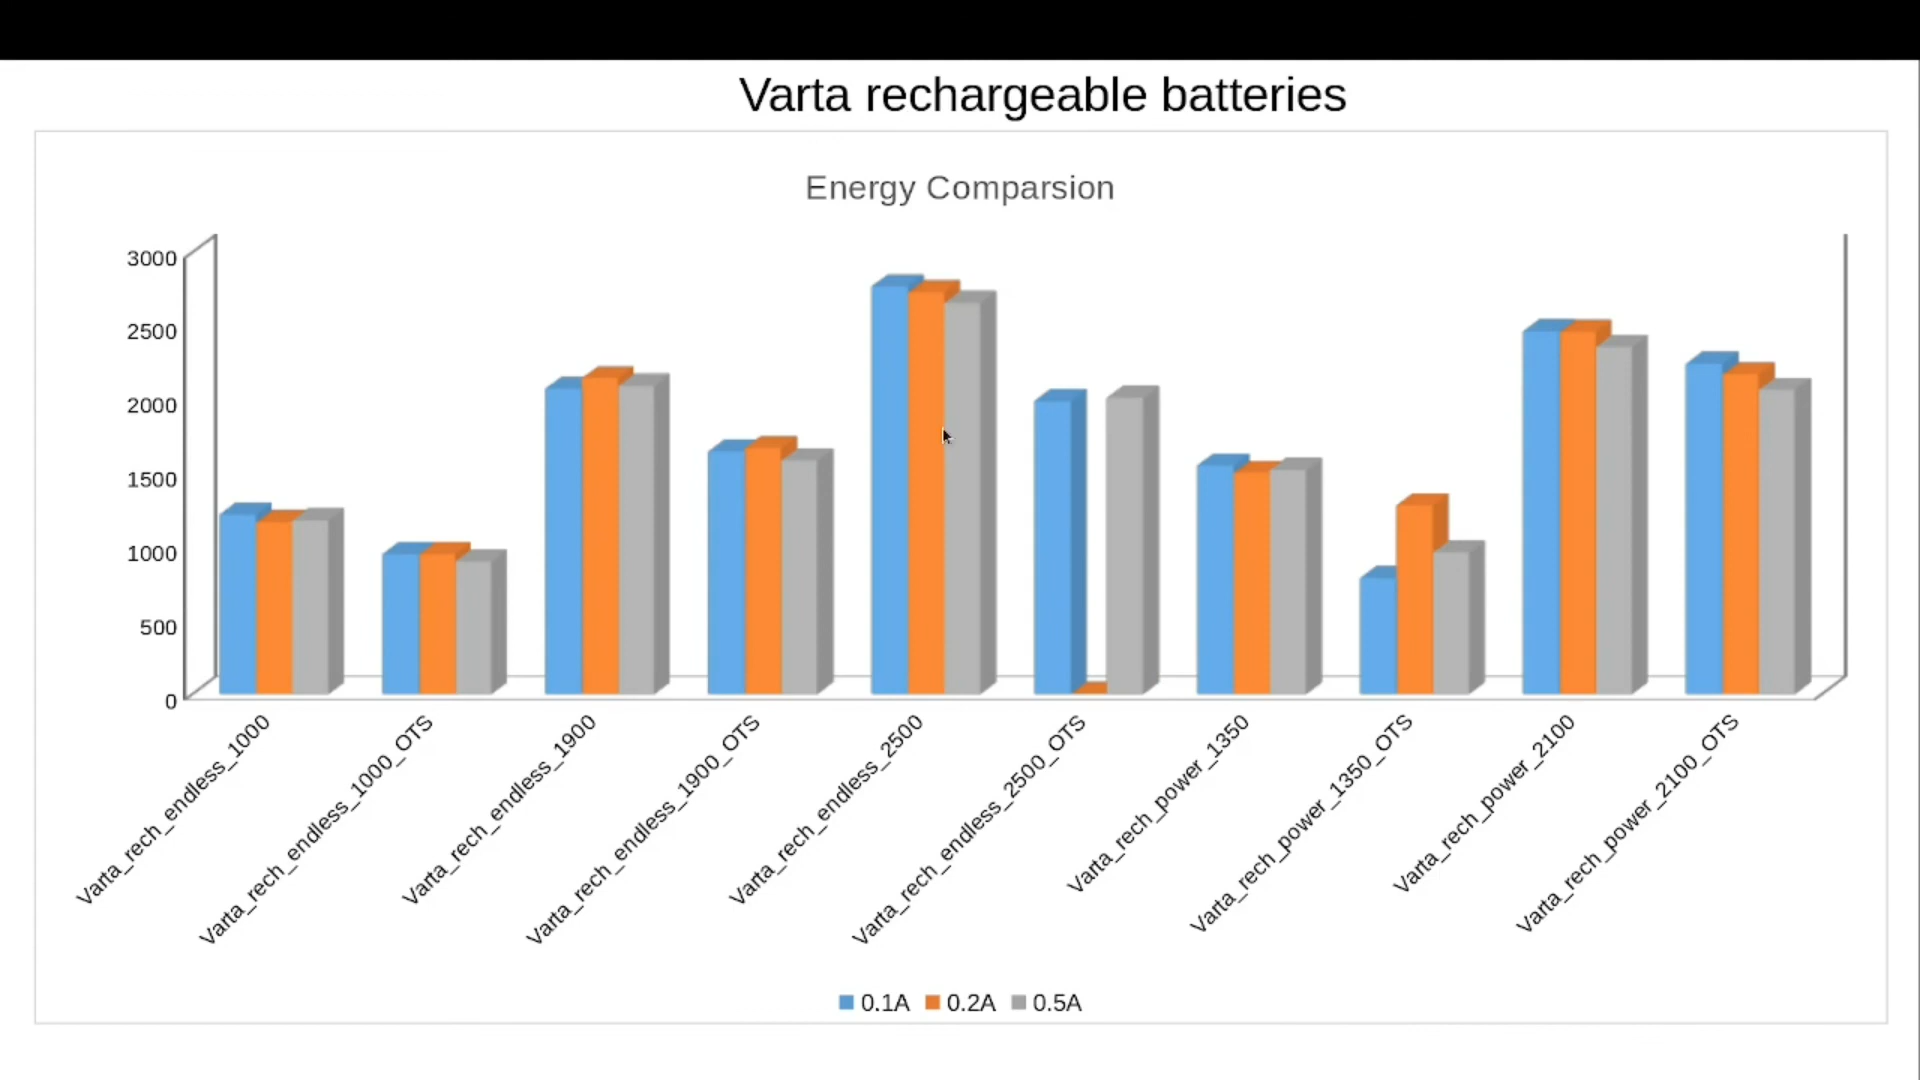 Varta rechargeable batteries
Energy Comparsion
3000
2500
2000
1500
1000
500
0
Varta_rech_endless_1000
Varta_rech_endless_1000_OTS
Varta_rech_endless_1900
Varta_rech_endless_1900_OTS
Varta_rech_endless_2500
Varta_rech_endless_2500_OTS
Varta_rech_power_1350
Varta_rech_power_1350_OTS
Varta_rech_power_2100
Varta_rech_power_2100_OTS
0.1A 0.2A 0.5A